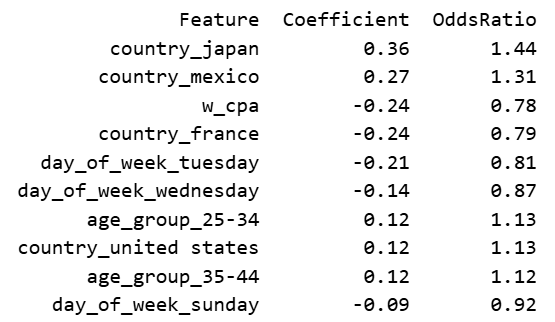 Feature Coefficient OddsRatio
country_japan 0.36 1.44
country_mexico 0.27 1.31
w_cpa -0.24 0.78
country_france -0.24 0.79
day_of_week_tuesday -0.21 0.81
day_of_week_wednesday -0.14 0.87
age_group_25-34 0.12 1.13
country_united states 0.12 1.13
age_group_35-44 0.12 1.12
day_of_week_sunday -0.09 0.92